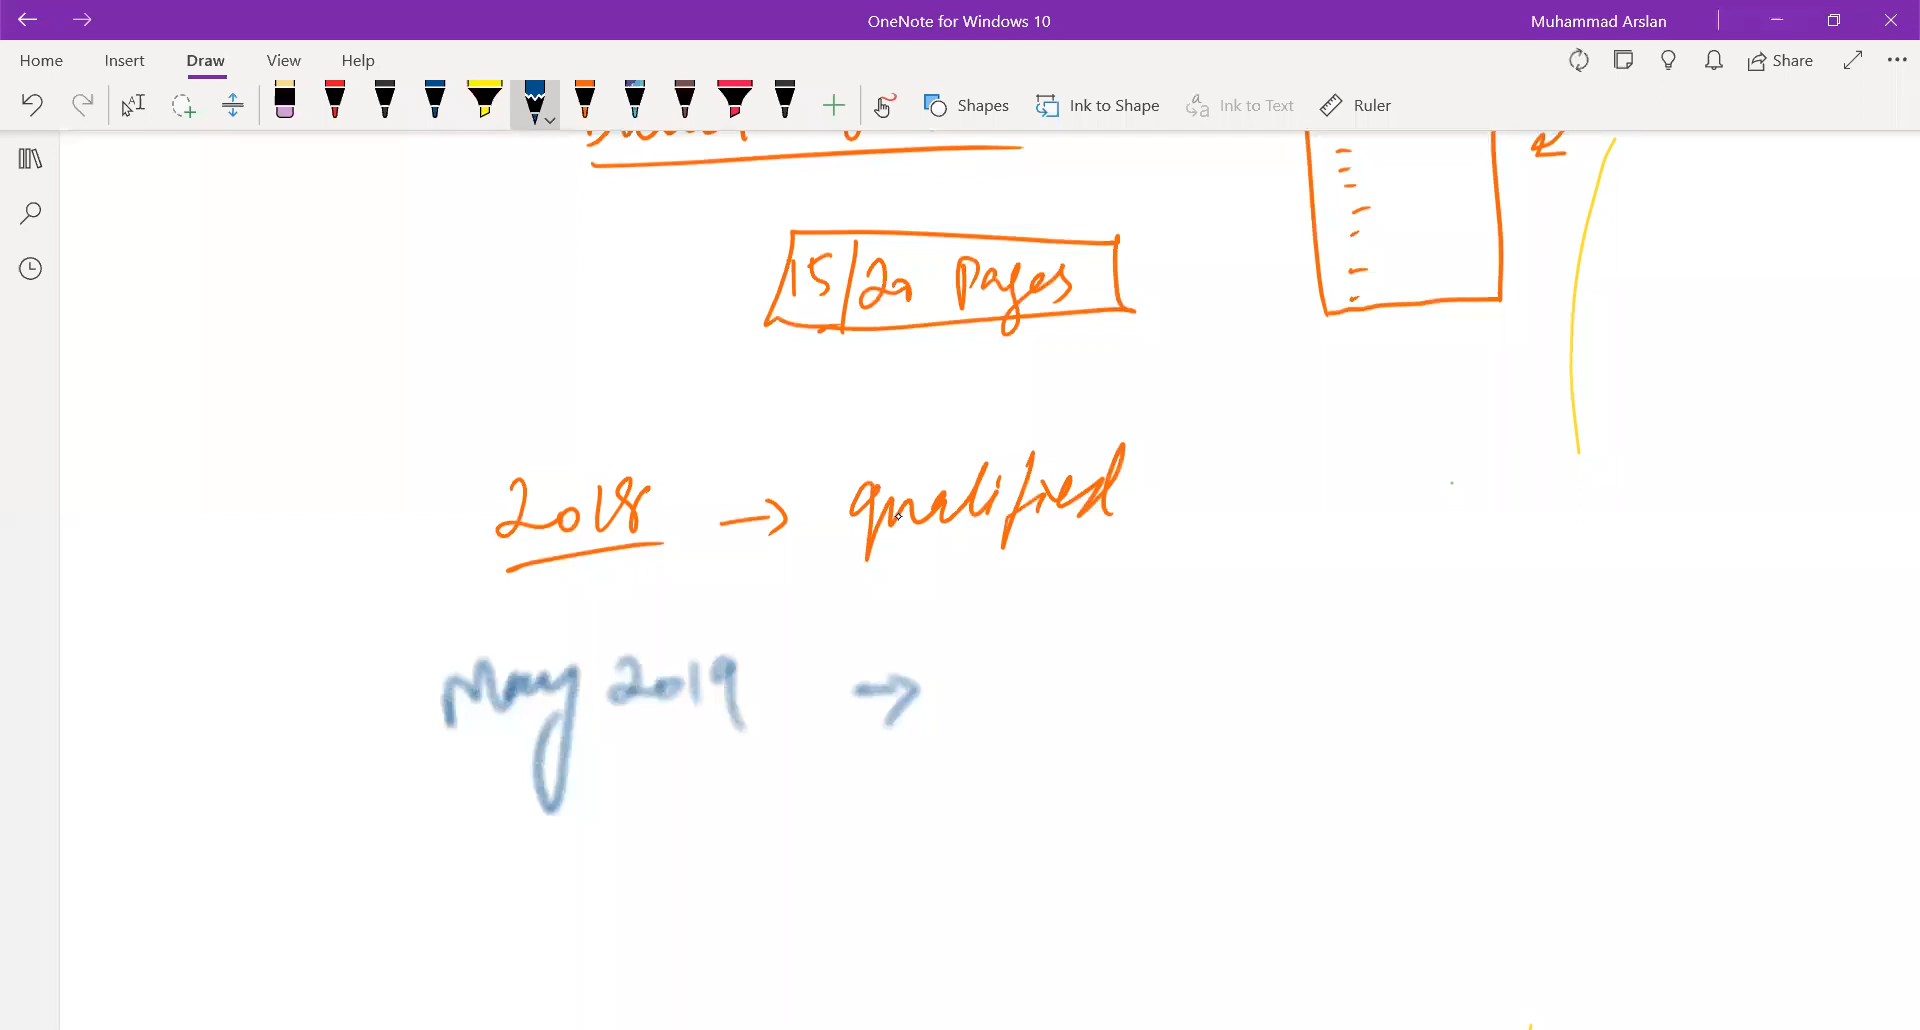 OneNote for Windows 10
Muhammad Arslan
Home Insert Draw View Help
Share
Shapes Ink to Shape Ink to Text Ruler
15/20 Pages
2018 → qualified
May 2019 →